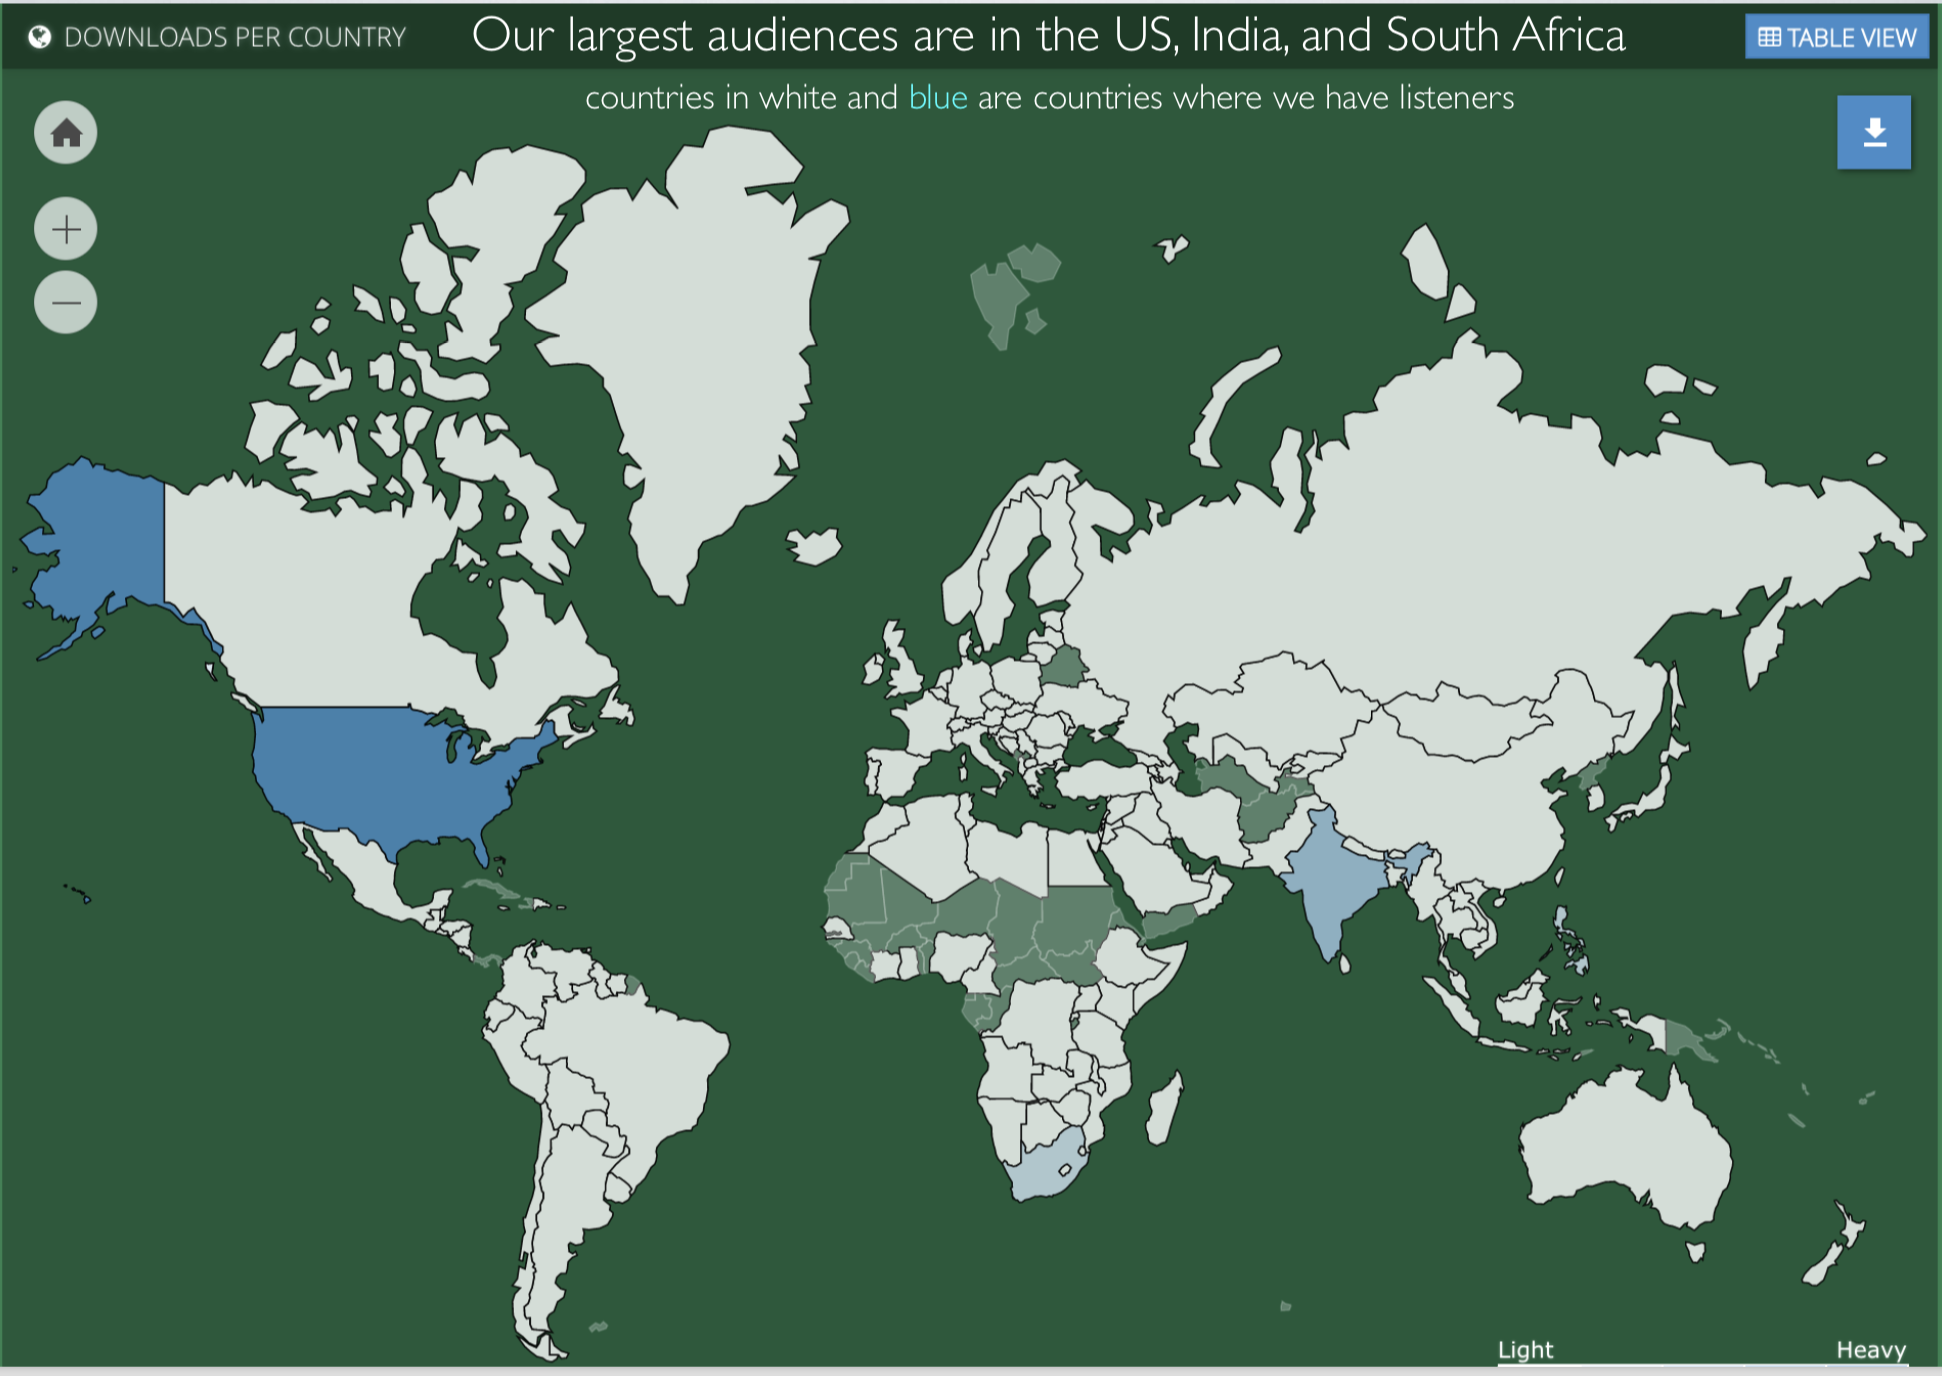 DOWNLOADS PER COUNTRY
Our largest audiences are in the US, India, and South Africa
TABLE VIEW
countries in white and blue are countries where we have listeners
Light
Heavy